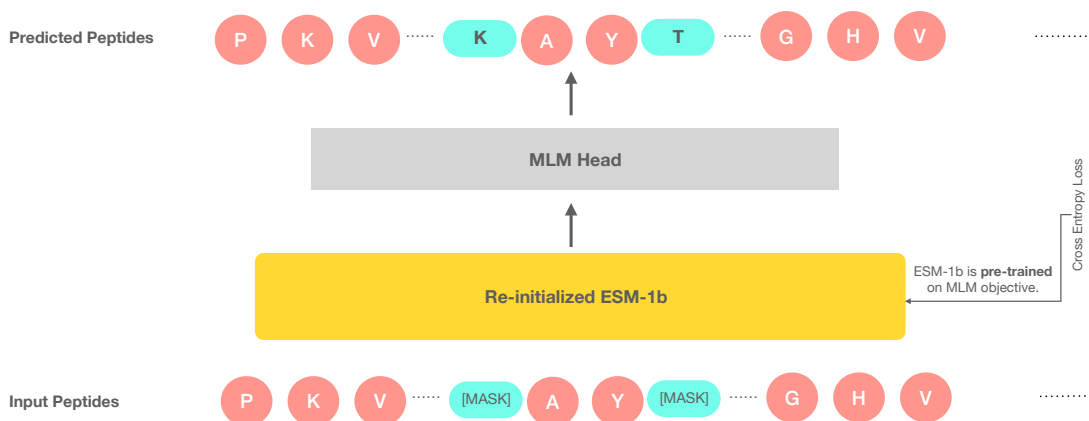 Predicted Peptides P K V ...... K A Y T ...... G H V ..........
MLM Head
Cross Entropy Loss
ESM-1b is pre-trained
on MLM objective.
Re-initialized ESM-1b
Input Peptides P K V ...... [MASK] A Y [MASK] ...... G H V ..........